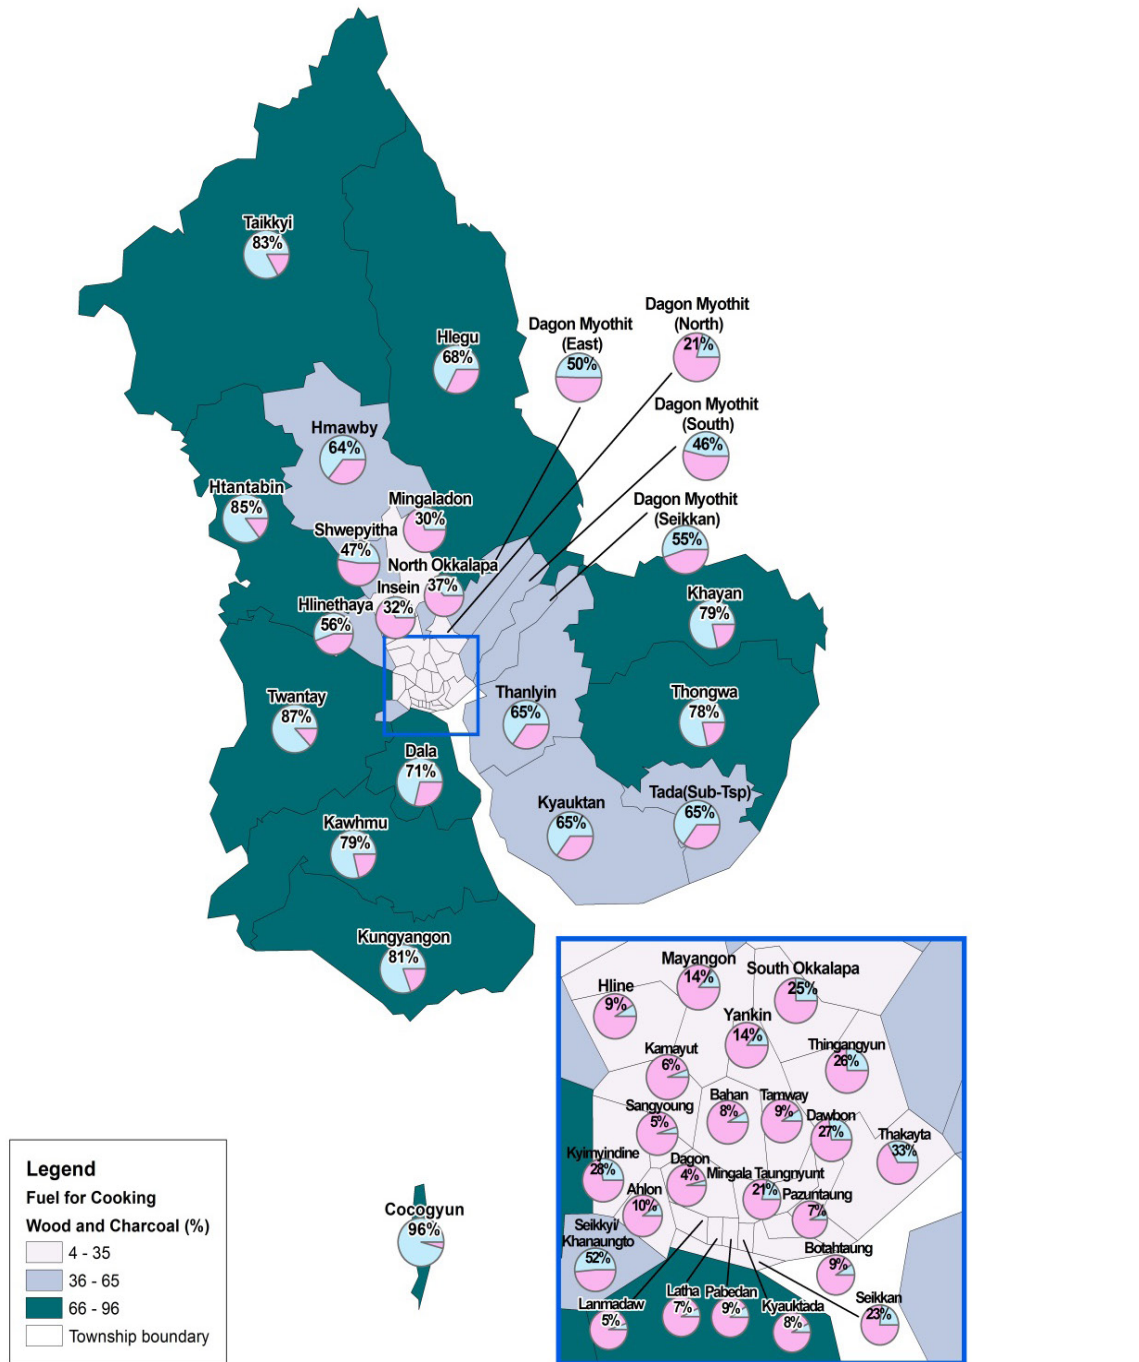 Taikkyi
83%
Hlegu
68%
Dagon Myothit
(East)
50%
Dagon Myothit
(North)
21%
Dagon Myothit
(South)
46%
Dagon Myothit
(Seikkan)
55%
Hmawby
64%
Htantabin
85%
Mingaladon
30%
Shwepyitha
47%
North Okkalapa
37%
Insein
32%
Hlinethaya
56%
Khayan
79%
Twantay
87%
Thanlyin
65%
Thongwa
78%
Dala
71%
Kyauktan
65%
Tada(Sub-Tsp)
65%
Kawhmu
79%
Kungyangon
81%
Cocogyun
96%
Mayangon
14%
South Okkalapa
25%
Hline
9%
Yankin
14%
Thingangyun
26%
Kamayut
6%
Bahan
8%
Tamway
9%
Sangyoung
5%
Dawbon
27%
Thakayta
33%
Kyimyindine
28%
Dagon
4%
Mingala Taungnyunt
21%
Ahlon
10%
Pazuntaung
7%
Seikkyi/
Khanaungto
52%
Botahtaung
9%
Lanmadaw
5%
Latha
7%
Pabedan
9%
Kyauktada
8%
Seikkan
23%
Legend
Fuel for Cooking
Wood and Charcoal (%)
4 - 35
36 - 65
66 - 96
Township boundary